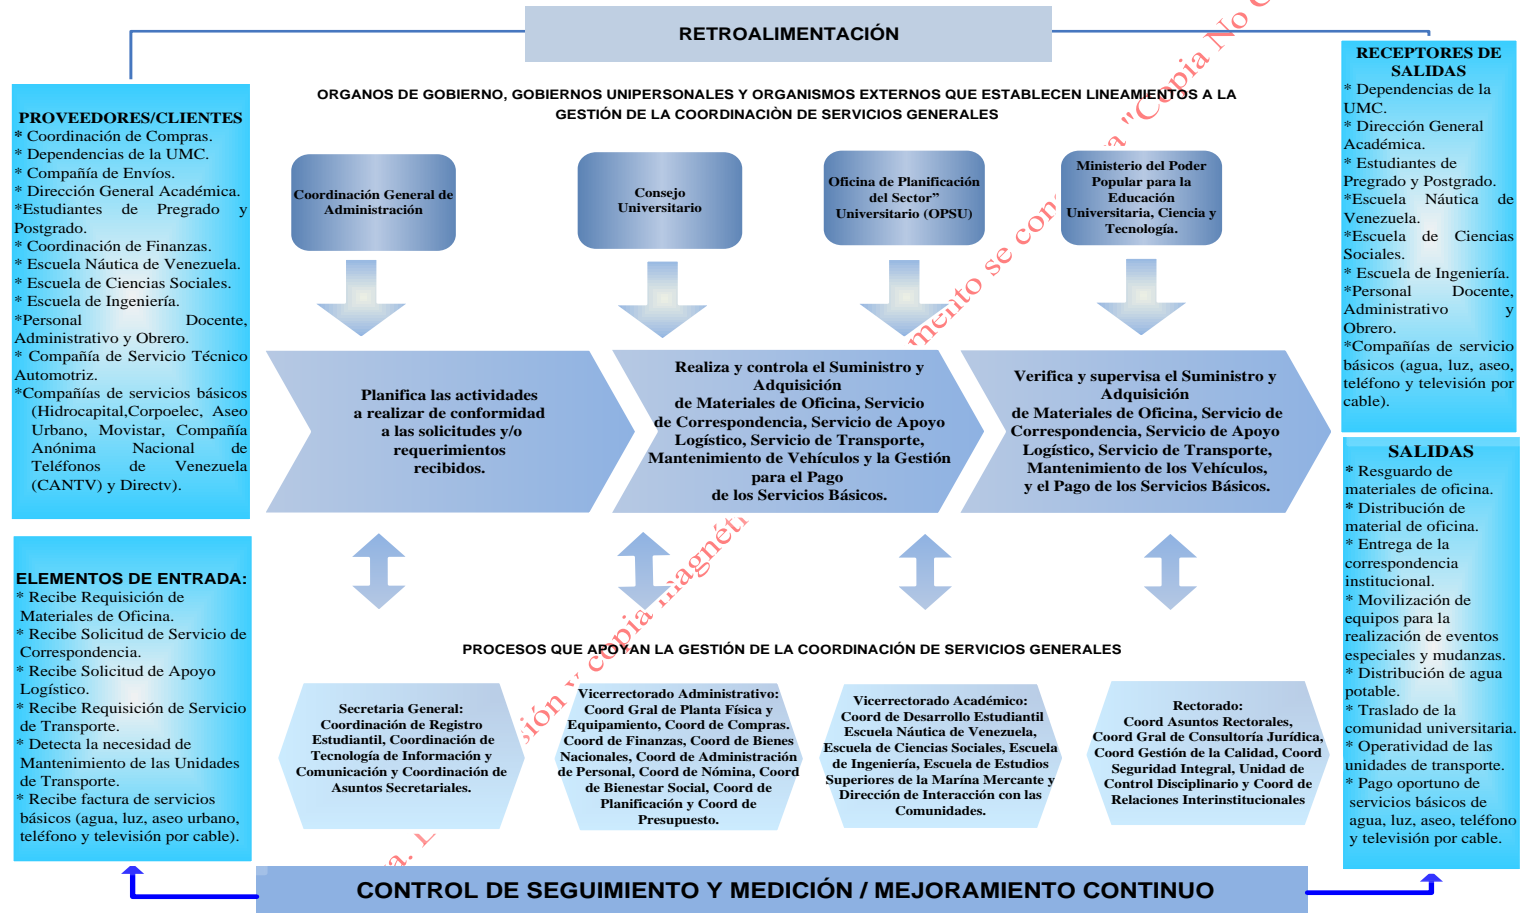 RETROALIMENTACIÓN
ORGANOS DE GOBIERNO, GOBIERNOS UNIPERSONALES Y ORGANISMOS EXTERNOS QUE ESTABLECEN LINEAMIENTOS A LA
GESTIÓN DE LA COORDINACIÒN DE SERVICIOS GENERALES
PROVEEDORES/CLIENTES
* Coordinación de Compras.
* Dependencias de la UMC.
* Compañía de Envíos.
* Dirección General Académica.
*Estudiantes de Pregrado y
Postgrado.
* Coordinación de Finanzas.
* Escuela Náutica de Venezuela.
* Escuela de Ciencias Sociales.
* Escuela de Ingeniería.
*Personal Docente,
Administrativo y Obrero.
* Compañía de Servicio Técnico
Automotriz.
*Compañías de servicios básicos
(Hidrocapital,Corpoelec, Aseo
Urbano, Movistar, Compañía
Anónima Nacional de
Teléfonos de Venezuela
(CANTV) y Directv).
ELEMENTOS DE ENTRADA:
* Recibe Requisición de
Materiales de Oficina.
* Recibe Solicitud de Servicio de
Correspondencia.
* Recibe Solicitud de Apoyo
Logístico.
* Recibe Requisición de Servicio
de Transporte.
* Detecta la necesidad de
Mantenimiento de las Unidades
de Transporte.
* Recibe factura de servicios
básicos (agua, luz, aseo urbano,
teléfono y televisión por cable).
Coordinación General de
Administración
Consejo
Universitario
Oficina de Planificación
del Sector”
Universitario (OPSU)
Ministerio del Poder
Popular para la
Educación
Universitaria, Ciencia y
Tecnología.
Planifica las actividades
a realizar de conformidad
a las solicitudes y/o
requerimientos
recibidos.
Realiza y controla el Suministro y
Adquisición
de Materiales de Oficina, Servicio
de Correspondencia, Servicio de Apoyo
Logístico, Servicio de Transporte,
Mantenimiento de Vehículos y la Gestión
para el Pago
de los Servicios Básicos.
Verifica y supervisa el Suministro y
Adquisición
de Materiales de Oficina, Servicio de
Correspondencia, Servicio de Apoyo
Logístico, Servicio de Transporte,
Mantenimiento de los Vehículos,
y el Pago de los Servicios Básicos.
PROCESOS QUE APOYAN LA GESTIÓN DE LA COORDINACIÓN DE SERVICIOS GENERALES
Secretaria General:
Coordinación de Registro
Estudiantil, Coordinación de
Tecnología de Información y
Comunicación y Coordinación de
Asuntos Secretariales.
Vicerrectorado Administrativo:
Coord Gral de Planta Física y
Equipamiento, Coord de Compras.
Coord de Finanzas, Coord de Bienes
Nacionales, Coord de Administración
de Personal, Coord de Nómina, Coord
de Bienestar Social, Coord de
Planificación y Coord de
Presupuesto.
Vicerrectorado Académico:
Coord de Desarrollo Estudiantil
Escuela Náutica de Venezuela,
Escuela de Ciencias Sociales, Escuela
de Ingeniería, Escuela de Estudios
Superiores de la Marína Mercante y
Dirección de Interacción con las
Comunidades.
Rectorado:
Coord Asuntos Rectorales,
Coord Gral de Consultoría Jurídica,
Coord Gestión de la Calidad, Coord
Seguridad Integral, Unidad de
Control Disciplinario y Coord de
Relaciones Interinstitucionales
RECEPTORES DE
SALIDAS
* Dependencias de la
UMC.
* Dirección General
Académica.
* Estudiantes de
Pregrado y Postgrado.
*Escuela Náutica de
Venezuela.
*Escuela de Ciencias
Sociales.
* Escuela de Ingeniería.
*Personal Docente,
Administrativo y
Obrero.
*Compañías de servicio
básicos (agua, luz, aseo,
teléfono y televisión por
cable).
SALIDAS
* Resguardo de
materiales de oficina.
* Distribución de
material de oficina.
* Entrega de la
correspondencia
institucional.
* Movilización de
equipos para la
realización de eventos
especiales y mudanzas.
* Distribución de agua
potable.
* Traslado de la
comunidad universitaria.
* Operatividad de las
unidades de transporte.
* Pago oportuno de
servicios básicos de
agua, luz, aseo, teléfono
y televisión por cable.
CONTROL DE SEGUIMIENTO Y MEDICIÓN / MEJORAMIENTO CONTINUO
y copia "Copia No